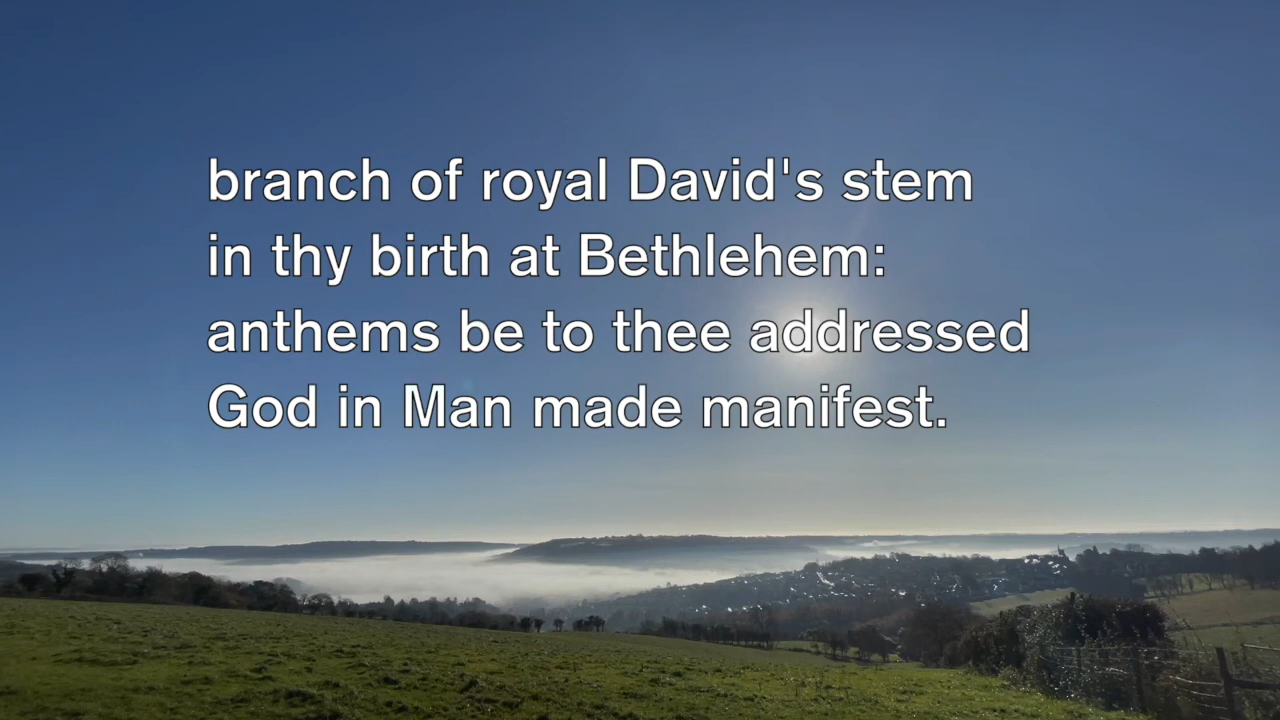 branch of royal David's stem
in thy birth at Bethlehem:
anthems be to thee addressed
God in Man made manifest.